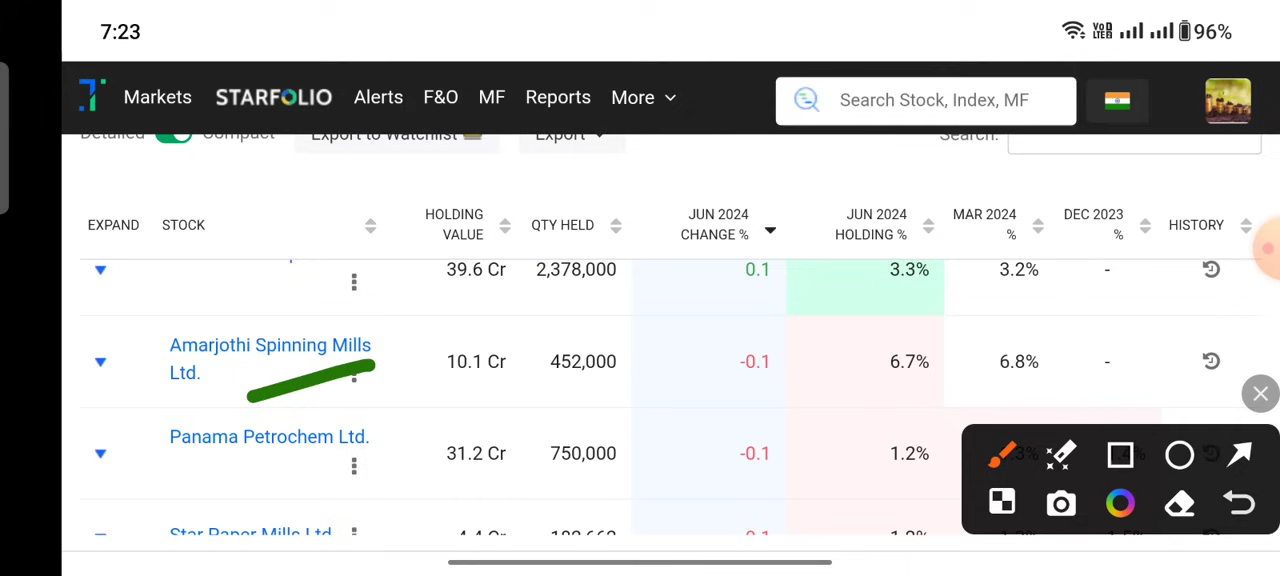 7:23
VoD LTED 96%
Markets STARFOLIO Alerts F&O MF Reports More Search Stock, Index, MF
Detailed Compact Export to Watchlist Export Search:
EXPAND STOCK HOLDING VALUE QTY HELD JUN 2024 CHANGE % JUN 2024 HOLDING % MAR 2024 % DEC 2023 % HISTORY
39.6 Cr 2,378,000 0.1 3.3% 3.2% -
Amarjothi Spinning Mills
Ltd.
10.1 Cr 452,000 -0.1 6.7% 6.8% -
Panama Petrochem Ltd.
31.2 Cr 750,000 -0.1 1.2%
Star Paper Mills Ltd